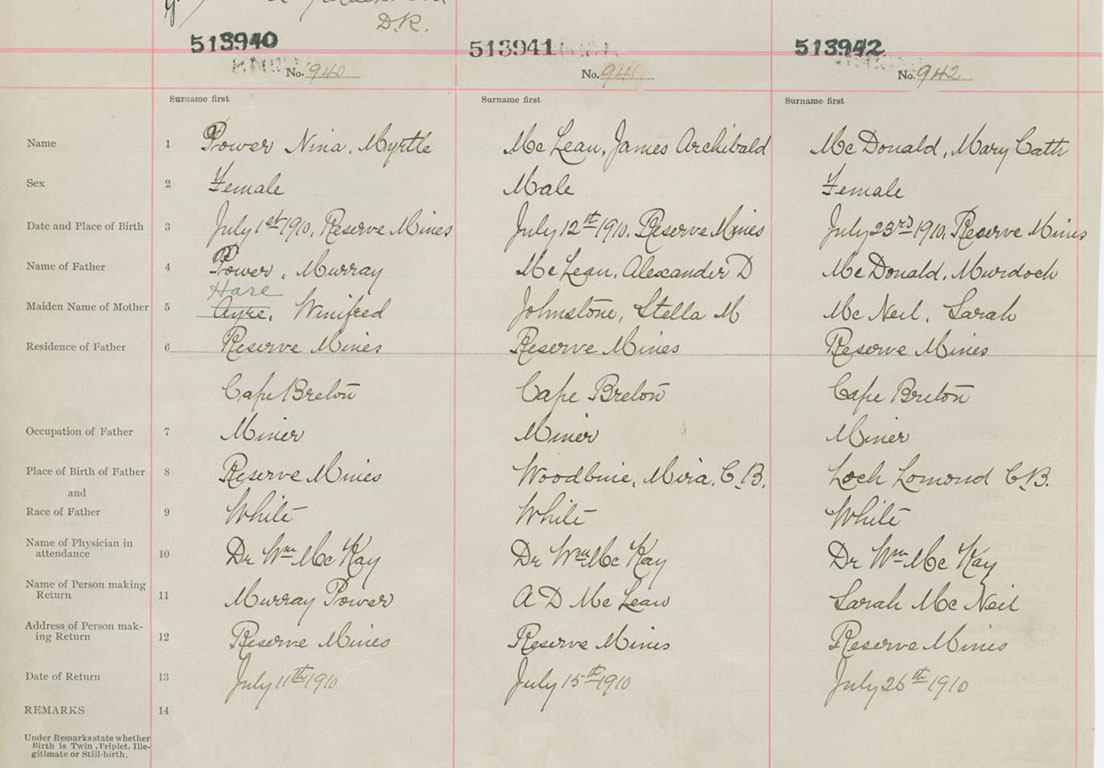 D.R.
513940 513941 513942
No. 940 No. 941 No. 942
Surname first Surname first Surname first
Name 1 Power Nina. Myrtle McLean, James Archibald McDonald, Mary Cath
Sex 2 Female Male Female
Date and Place of Birth 3 July 1st 1910, Reserve Mines July 12th 1910, Reserve Mines July 23rd 1910, Reserve Mines
Name of Father 4 Power, Murray McLean, Alexander D McDonald, Murdoch
Hare
Maiden Name of Mother 5 Ayre, Winifred Johnstone, Stella M McNeil, Sarah
Residence of Father 6 Reserve Mines Reserve Mines Reserve Mines
Cape Breton Cape Breton Cape Breton
Occupation of Father 7 Miner Miner Miner
Place of Birth of Father 8 Reserve Mines Woodbine, Mira, C.B. Loch Lomond C.B.
and
Race of Father 9 White White White
Name of Physician in
attendance 10 Dr Wm McKay Dr Wm McKay Dr Wm McKay
Name of Person making
Return 11 Murray Power A D McLean Sarah McNeil
Address of Person mak-
ing Return 12 Reserve Mines Reserve Mines Reserve Mines
Date of Return 13 July 11th 1910 July 15th 1910 July 26th 1910
REMARKS 14
Under Remarks state whether
Birth is Twin, Triplet, Ille-
gitimate or Still-birth.